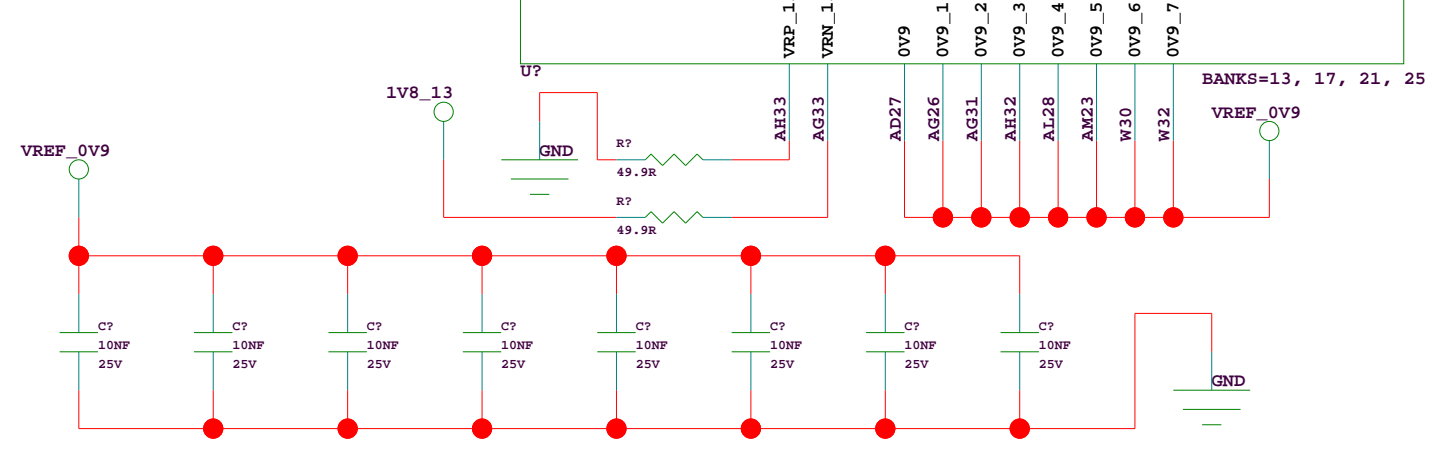 VRP_1
VRN_1
0V9
0V9_1
0V9_2
0V9_3
0V9_4
0V9_5
0V9_6
0V9_7
U?
BANKS=13, 17, 21, 25
1V8_13
AH33
AG33
AD27
AG26
AG31
AH32
AL28
AM23
W30
W32
VREF_0V9
VREF_0V9
GND
R?
49.9R
R?
49.9R
C?
10NF
25V
C?
10NF
25V
C?
10NF
25V
C?
10NF
25V
C?
10NF
25V
C?
10NF
25V
C?
10NF
25V
C?
10NF
25V
GND